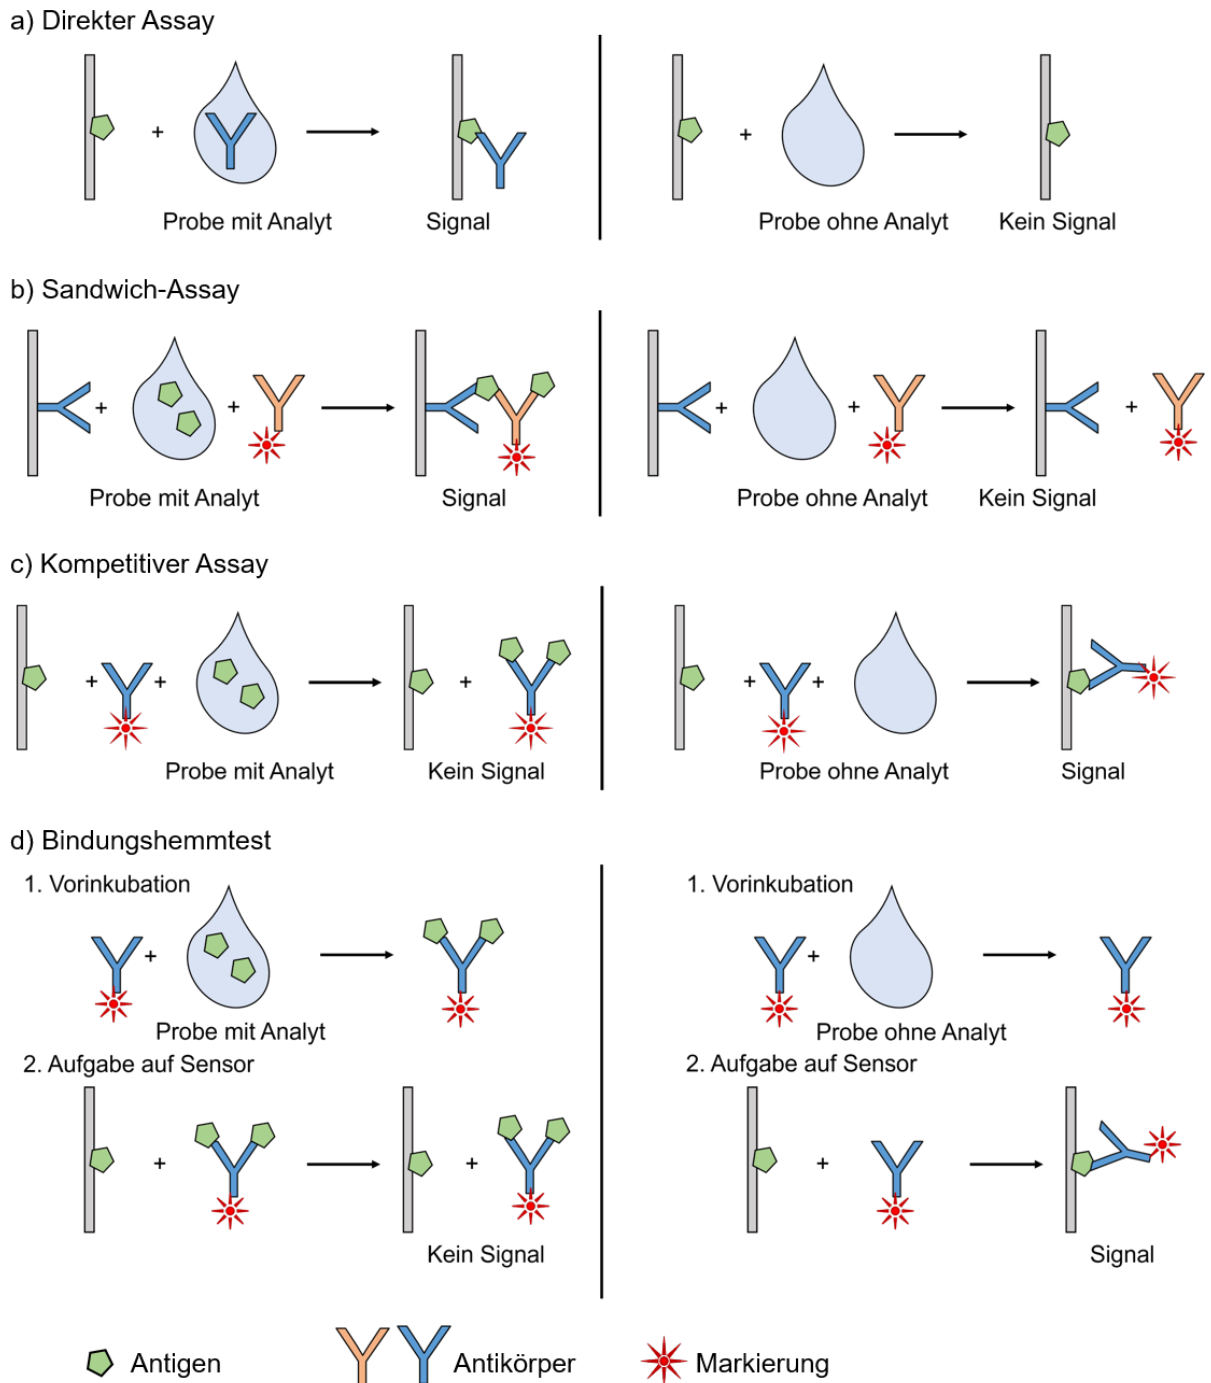 a) Direkter Assay
+
+
Probe mit Analyt
Signal
Probe ohne Analyt
Kein Signal
b) Sandwich-Assay
+
+
+
+
+
Probe mit Analyt
Signal
Probe ohne Analyt
Kein Signal
c) Kompetitiver Assay
+
+
+
+
+
Probe mit Analyt
Kein Signal
Probe ohne Analyt
Signal
d) Bindungshemmtest
1. Vorinkubation
+
Probe mit Analyt
2. Aufgabe auf Sensor
+
+
Kein Signal
1. Vorinkubation
+
Probe ohne Analyt
2. Aufgabe auf Sensor
+
Signal
Antigen
Antikörper
Markierung